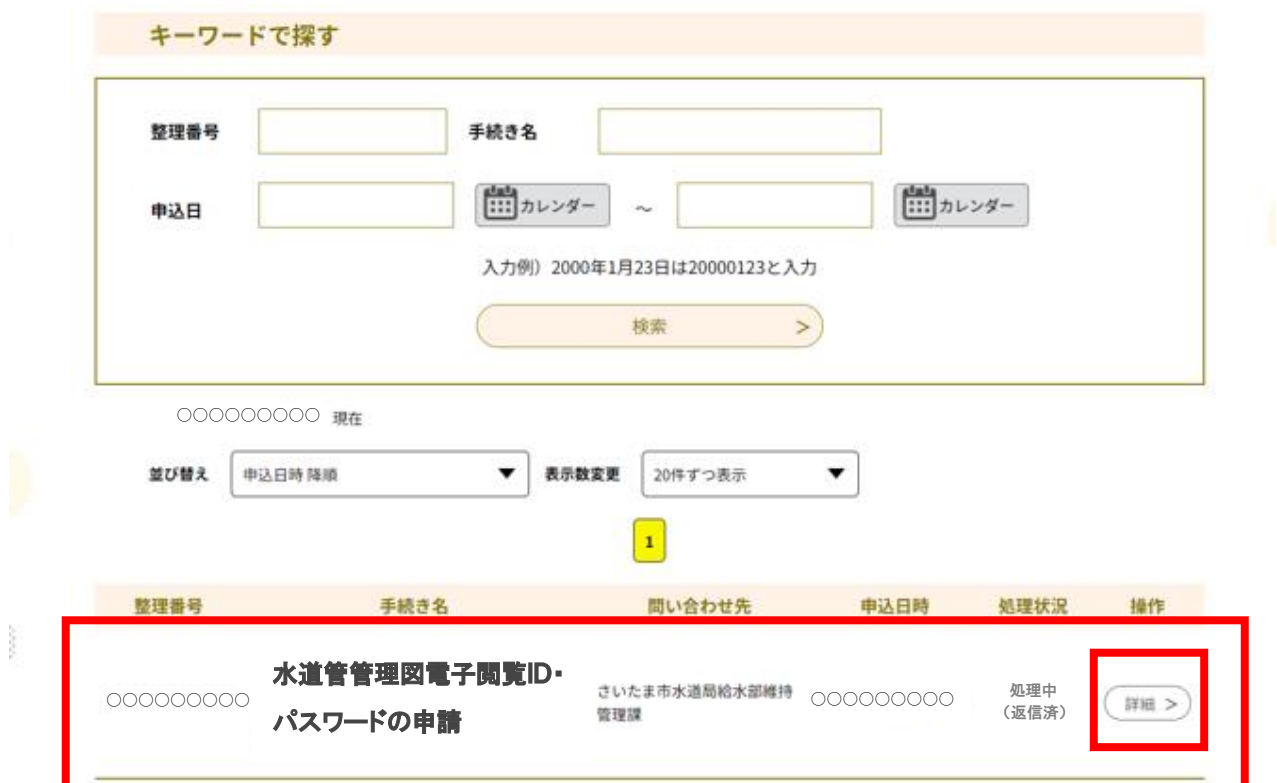 キーワードで探す
整理番号 手続き名
申込日 カレンダー ～ カレンダー
入力例）2000年1月23日は20000123と入力
検索 >
○○○○○○○○○ 現在
並び替え 申込日時 降順 ▼ 表示数変更 20件ずつ表示 ▼
1
整理番号 手続き名 問い合わせ先 申込日時 処理状況 操作
○○○○○○○○○ 水道管管理図電子閲覧ID・ さいたま市水道局給水部維持 ○○○○○○○○○ 処理中 詳細 >
パスワードの申請 管理課 （返信済）